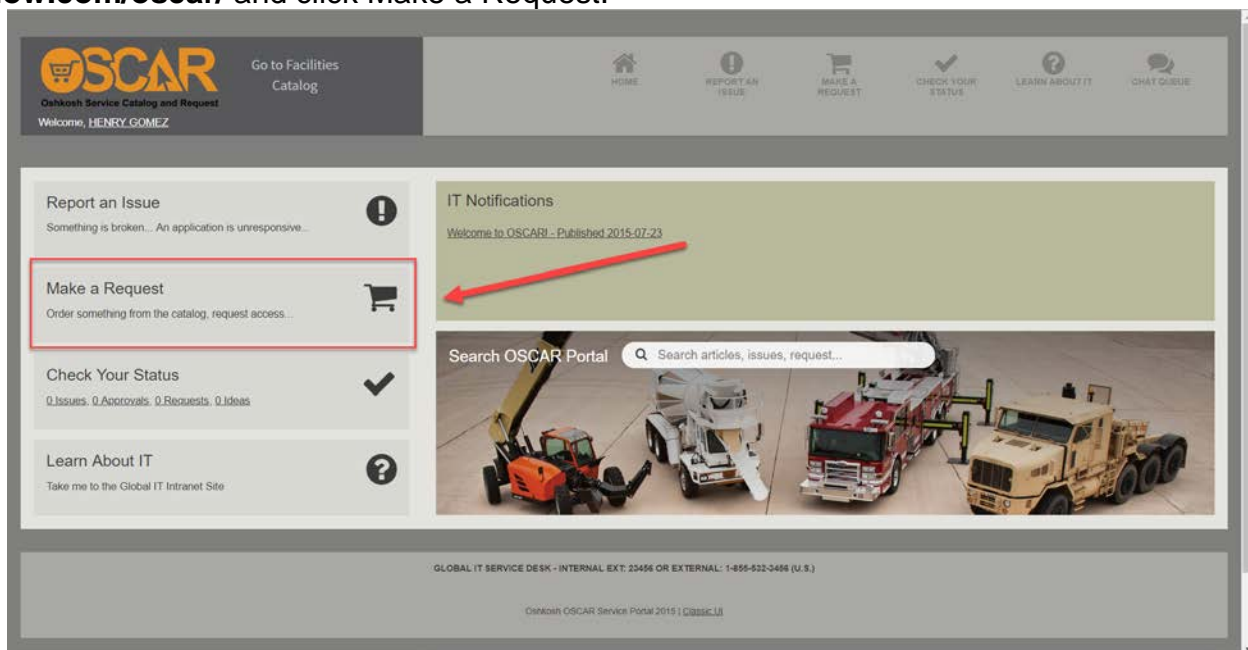 ow.com/oscar/ and click Make a Request.
OSCAR
Oshkosh Service Catalog and Request
Welcome, HENRY GOMEZ
Go to Facilities
Catalog
HOME
REPORT AN
ISSUE
MAKE A
REQUEST
CHECK YOUR
STATUS
LEARN ABOUT IT
CHAT QUEUE
Report an Issue
Something is broken... An application is unresponsive...
Make a Request
Order something from the catalog, request access...
Check Your Status
0 Issues, 0 Approvals, 0 Requests, 0 Ideas
Learn About IT
Take me to the Global IT Intranet Site
IT Notifications
Welcome to OSCAR! - Published 2015-07-23
Search OSCAR Portal
Search articles, issues, request...
GLOBAL IT SERVICE DESK - INTERNAL EXT: 23456 OR EXTERNAL: 1-855-532-3456 (U.S.)
Oshkosh OSCAR Service Portal 2015 | Classic UI